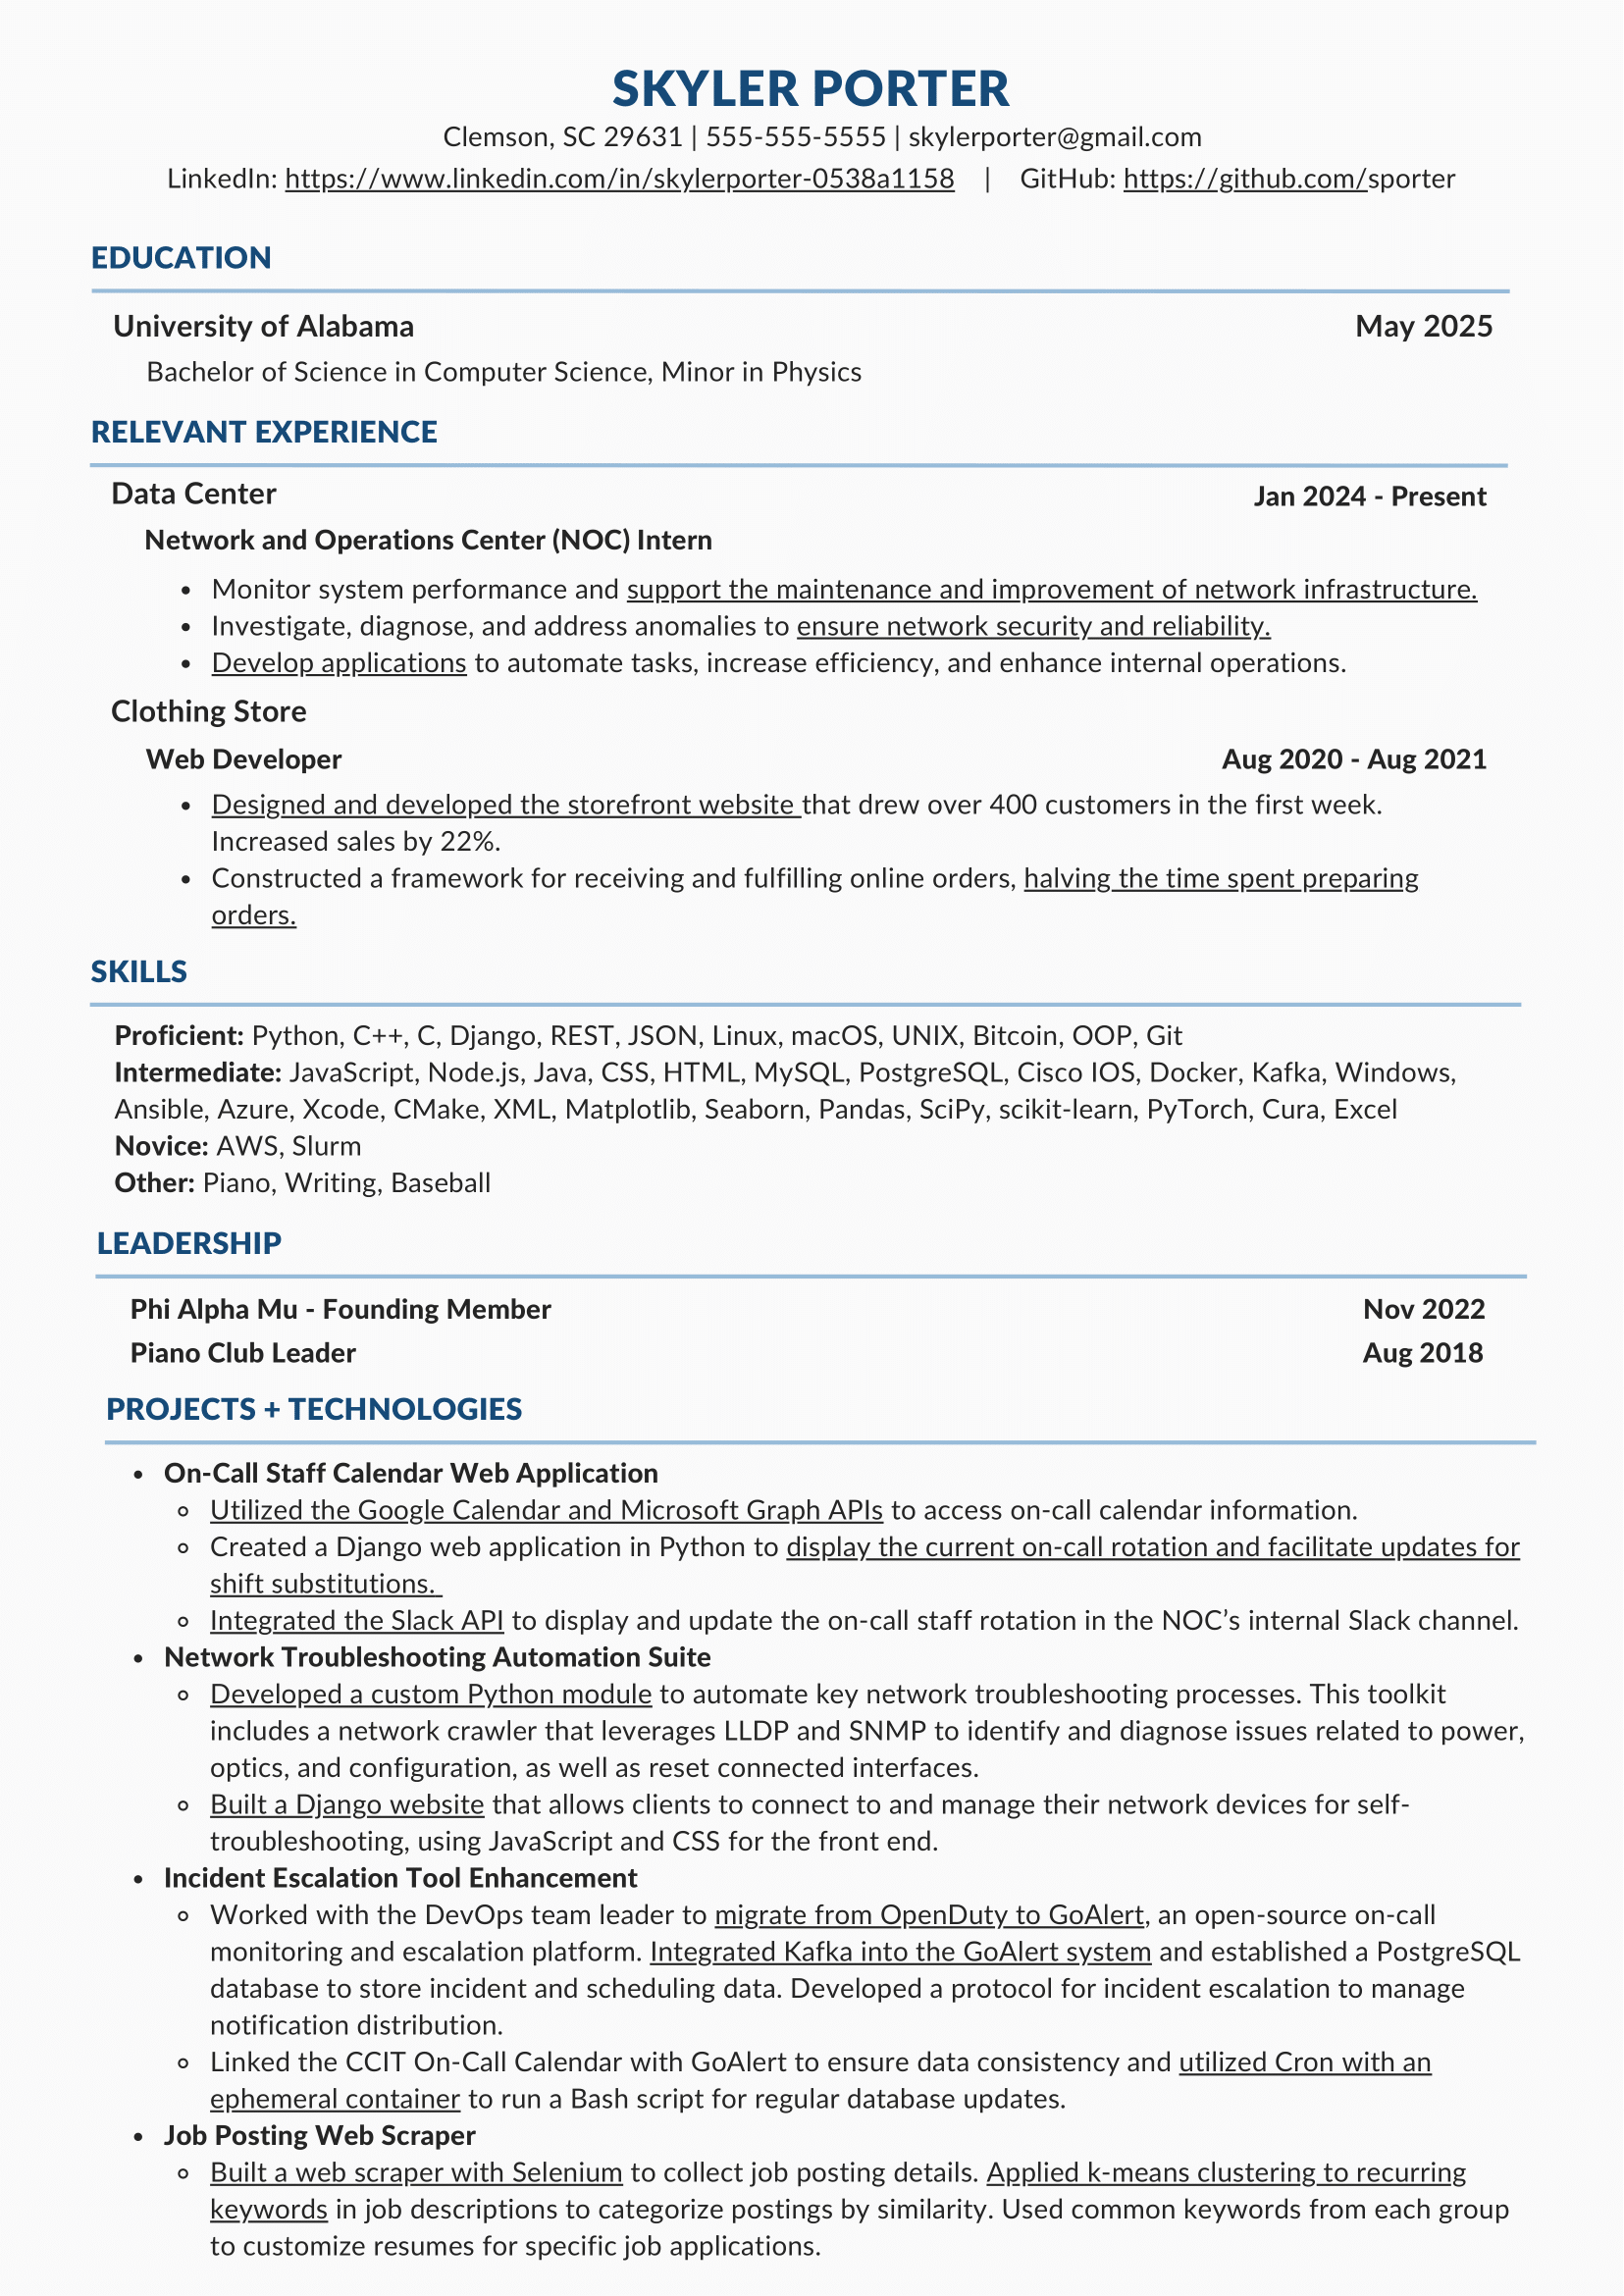 SKYLER PORTER
Clemson, SC 29631 | 555-555-5555 | skylerporter@gmail.com
LinkedIn: https://www.linkedin.com/in/skylerporter-0538a1158 | GitHub: https://github.com/sporter
EDUCATION
University of Alabama May 2025
Bachelor of Science in Computer Science, Minor in Physics
RELEVANT EXPERIENCE
Data Center Jan 2024 - Present
Network and Operations Center (NOC) Intern
• Monitor system performance and support the maintenance and improvement of network infrastructure.
• Investigate, diagnose, and address anomalies to ensure network security and reliability.
• Develop applications to automate tasks, increase efficiency, and enhance internal operations.
Clothing Store
Web Developer Aug 2020 - Aug 2021
• Designed and developed the storefront website that drew over 400 customers in the first week.
Increased sales by 22%.
• Constructed a framework for receiving and fulfilling online orders, halving the time spent preparing
orders.
SKILLS
Proficient: Python, C++, C, Django, REST, JSON, Linux, macOS, UNIX, Bitcoin, OOP, Git
Intermediate: JavaScript, Node.js, Java, CSS, HTML, MySQL, PostgreSQL, Cisco IOS, Docker, Kafka, Windows,
Ansible, Azure, Xcode, CMake, XML, Matplotlib, Seaborn, Pandas, SciPy, scikit-learn, PyTorch, Cura, Excel
Novice: AWS, Slurm
Other: Piano, Writing, Baseball
LEADERSHIP
Phi Alpha Mu - Founding Member Nov 2022
Piano Club Leader Aug 2018
PROJECTS + TECHNOLOGIES
• On-Call Staff Calendar Web Application
◦ Utilized the Google Calendar and Microsoft Graph APIs to access on-call calendar information.
◦ Created a Django web application in Python to display the current on-call rotation and facilitate updates for
shift substitutions.
◦ Integrated the Slack API to display and update the on-call staff rotation in the NOC’s internal Slack channel.
• Network Troubleshooting Automation Suite
◦ Developed a custom Python module to automate key network troubleshooting processes. This toolkit
includes a network crawler that leverages LLDP and SNMP to identify and diagnose issues related to power,
optics, and configuration, as well as reset connected interfaces.
◦ Built a Django website that allows clients to connect to and manage their network devices for self-
troubleshooting, using JavaScript and CSS for the front end.
• Incident Escalation Tool Enhancement
◦ Worked with the DevOps team leader to migrate from OpenDuty to GoAlert, an open-source on-call
monitoring and escalation platform. Integrated Kafka into the GoAlert system and established a PostgreSQL
database to store incident and scheduling data. Developed a protocol for incident escalation to manage
notification distribution.
◦ Linked the CCIT On-Call Calendar with GoAlert to ensure data consistency and utilized Cron with an
ephemeral container to run a Bash script for regular database updates.
• Job Posting Web Scraper
◦ Built a web scraper with Selenium to collect job posting details. Applied k-means clustering to recurring
keywords in job descriptions to categorize postings by similarity. Used common keywords from each group
to customize resumes for specific job applications.